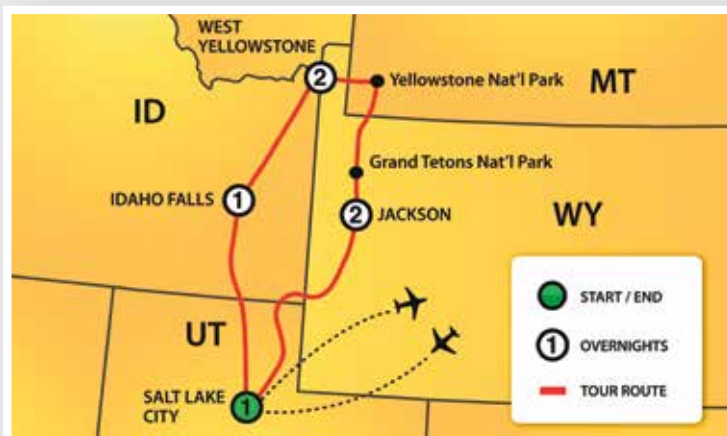 WEST
YELLOWSTONE
2
Yellowstone Nat'l Park
MT
ID
Grand Tetons Nat'l Park
IDAHO FALLS
1
2
JACKSON
WY
UT
START / END
1
OVERNIGHTS
SALT LAKE
CITY
1
TOUR ROUTE